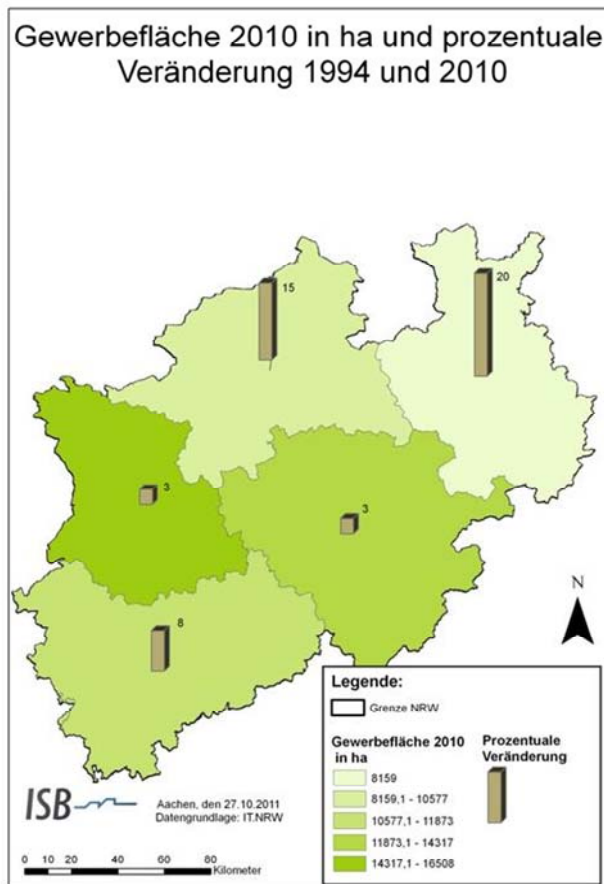 Gewerbefläche 2010 in ha und prozentuale
Veränderung 1994 und 2010
15
20
3
3
8
N
Legende:
Grenze NRW
Gewerbefläche 2010
in ha
8159
8159,1 - 10577
10577,1 - 11873
11873,1 - 14317
14317,1 - 16508
Prozentuale
Veränderung
ISB
Aachen, den 27.10.2011
Datengrundlage: IT.NRW
0 10 20 40 60 80
Kilometer